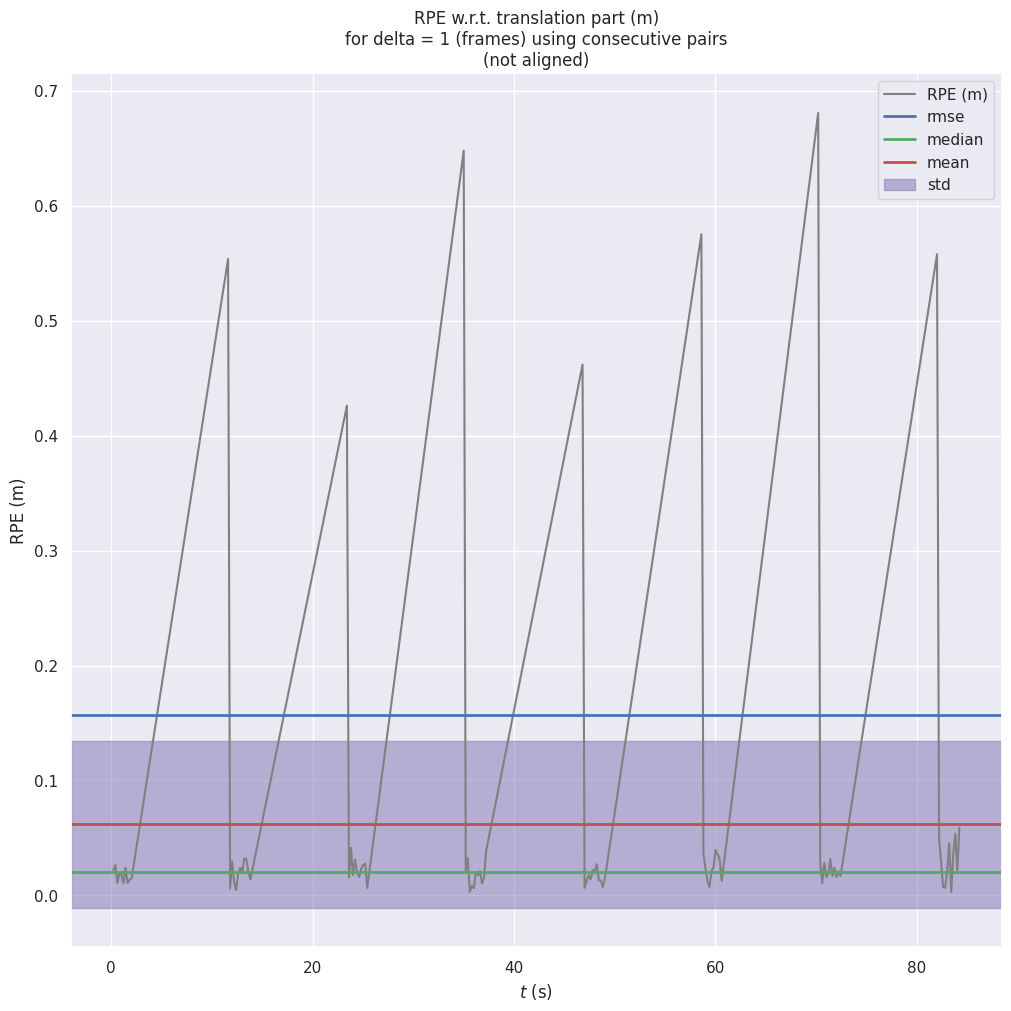 RPE w.r.t. translation part (m)
for delta = 1 (frames) using consecutive pairs
(not aligned)
RPE (m)
rmse
median
mean
std
0.7
0.6
0.5
0.4
0.3
0.2
0.1
0.0
RPE (m)
0 20 40 60 80
t (s)